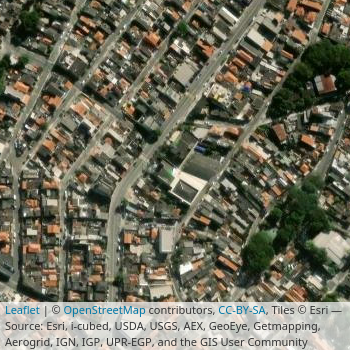 Leaflet | © OpenStreetMap contributors, CC-BY-SA, Tiles © Esri —
Source: Esri, i-cubed, USDA, USGS, AEX, GeoEye, Getmapping,
Aerogrid, IGN, IGP, UPR-EGP, and the GIS User Community